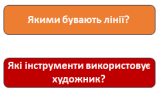 Якими бувають лінії?
Які інструменти використовує
художник?